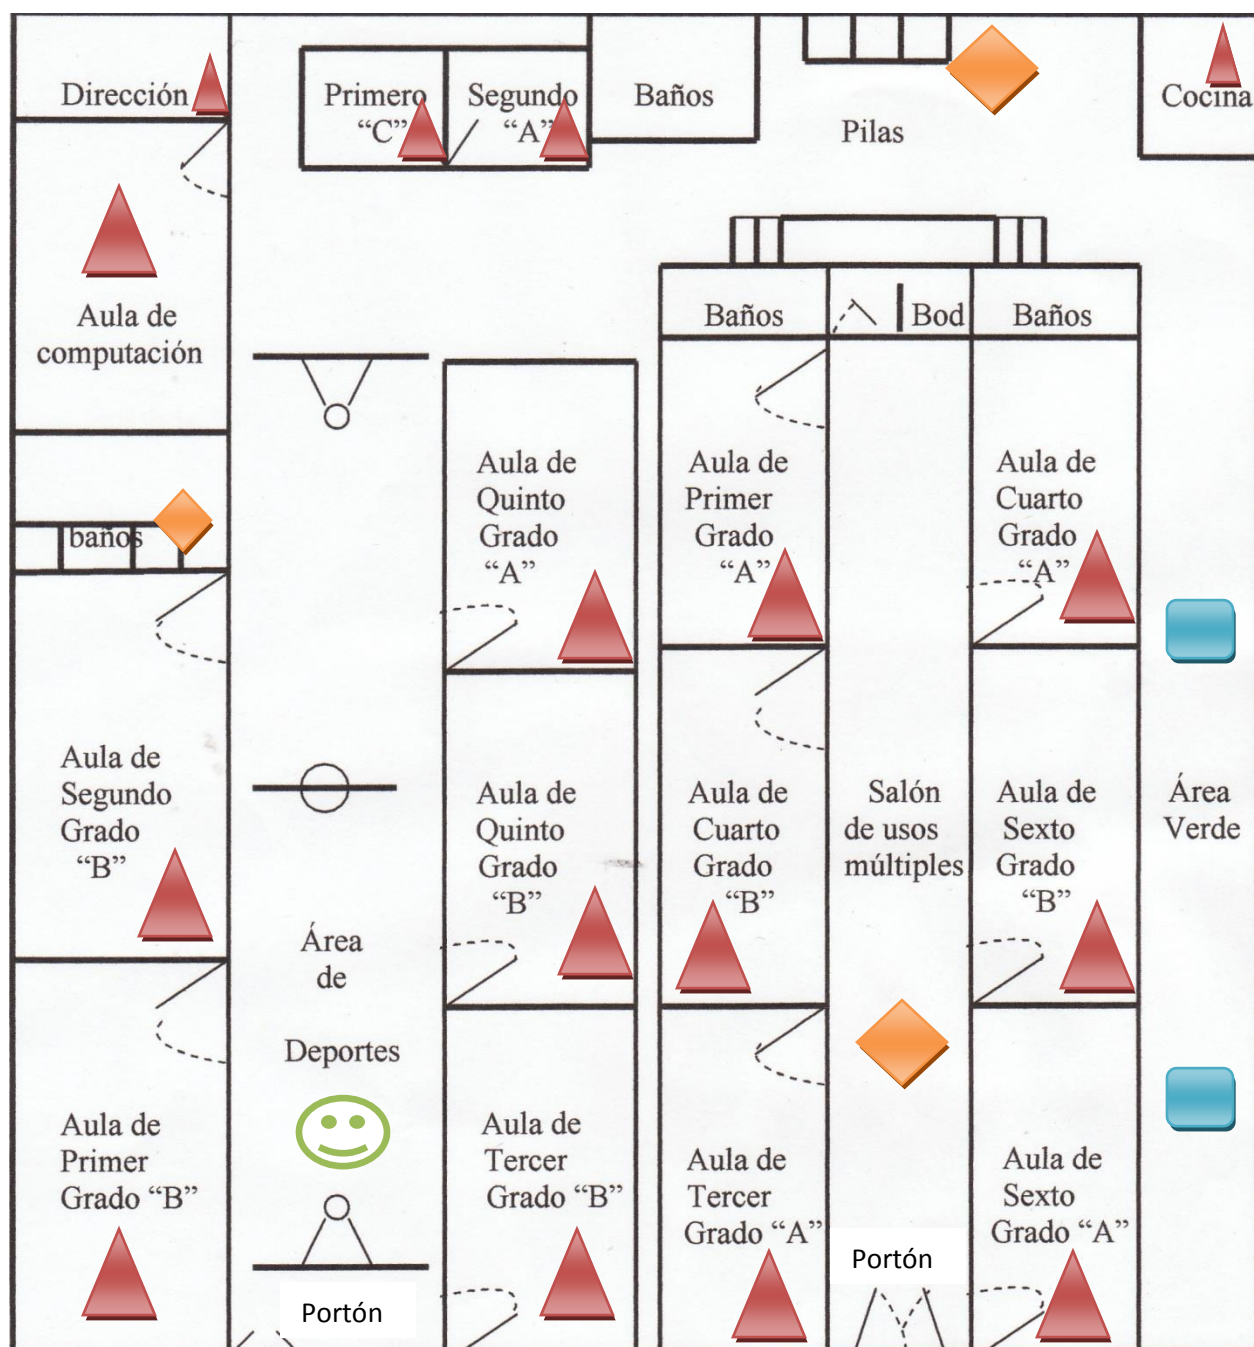 Dirección
Primero
“C”
Segundo
“A”
Baños
Pilas
Cocina
Aula de
computación
Baños
Bod
Baños
baños
Aula de
Quinto
Grado
“A”
Aula de
Primer
Grado
“A”
Aula de
Cuarto
Grado
“A”
Aula de
Segundo
Grado
“B”
Aula de
Quinto
Grado
“B”
Aula de
Cuarto
Grado
“B”
Salón
de usos
múltiples
Aula de
Sexto
Grado
“B”
Área
Verde
Área
de
Deportes
Aula de
Primer
Grado “B”
Aula de
Tercer
Grado “B”
Aula de
Tercer
Grado “A”
Aula de
Sexto
Grado “A”
Portón
Portón